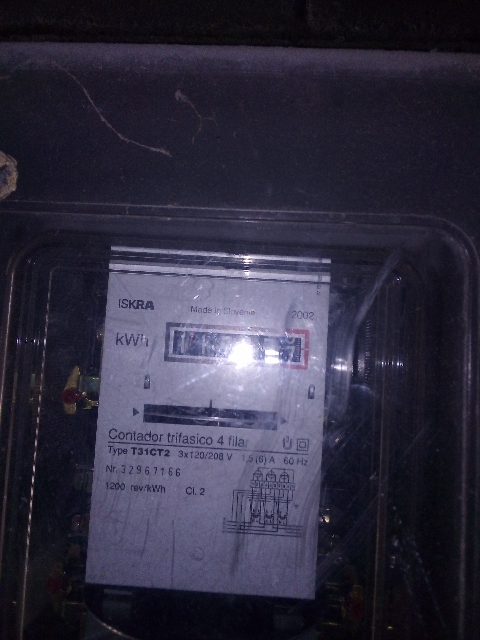 ISKRA
Made in Slovenia
2002
kWh
Contador trifasico 4 filar
Type T31CT2 3x120/208 V 1,5 (6) A 60 Hz
Nr. 32967166
1200 rev/kWh Cl. 2